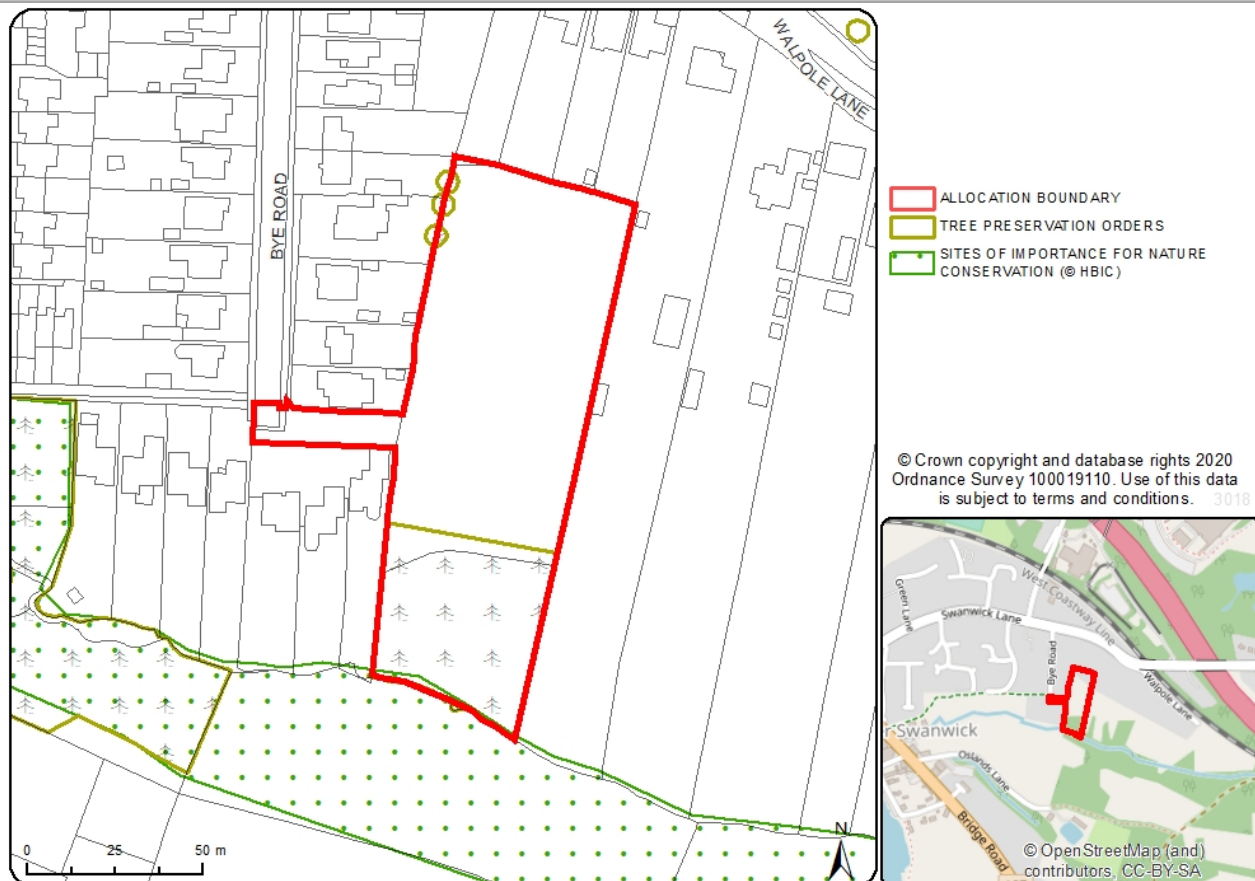 WALPOLE LANE
BYE ROAD
0 25 50 m
N
ALLOCATION BOUNDARY
TREE PRESERVATION ORDERS
SITES OF IMPORTANCE FOR NATURE
CONSERVATION (© HBIC)
© Crown copyright and database rights 2020
Ordnance Survey 100019110. Use of this data
is subject to terms and conditions. 3018
West Coastway Line
Green Lane
Swanwick Lane
Bye Road
Walpole Lane
r Swanwick
Oslands Lane
Bridge Road
© OpenStreetMap (and)
contributors, CC-BY-SA